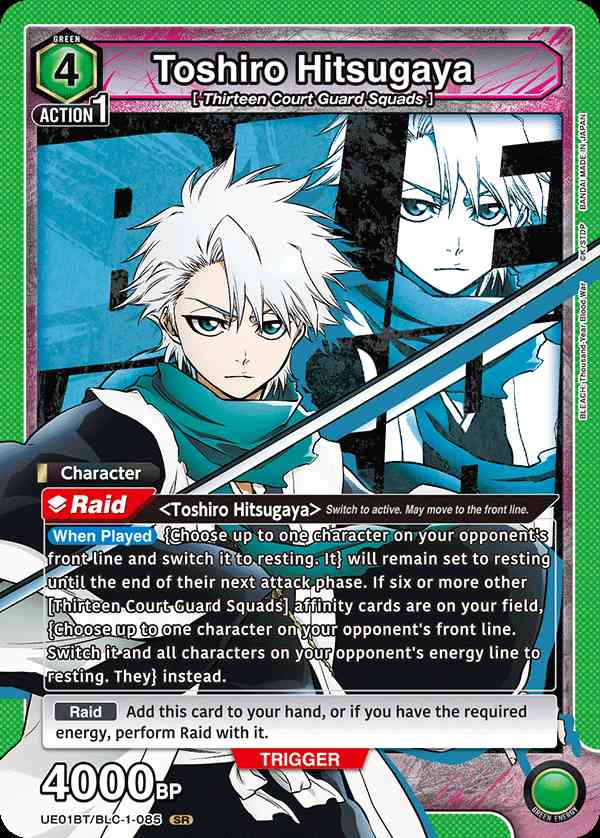 GREEN
4
ACTION 1
Toshiro Hitsugaya
[ Thirteen Court Guard Squads ]
BLEACH: Thousand-Year Blood War ©K/STDP BANDAI MADE IN JAPAN
Character
Raid <Toshiro Hitsugaya> Switch to active. May move to the front line.
When Played {Choose up to one character on your opponent's
front line and switch it to resting. It} will remain set to resting
until the end of their next attack phase. If six or more other
[Thirteen Court Guard Squads] affinity cards are on your field,
{Choose up to one character on your opponent's front line.
Switch it and all characters on your opponent's energy line to
resting. They} instead.
Raid Add this card to your hand, or if you have the required
energy, perform Raid with it.
TRIGGER
4000BP
UE01BT/BLC-1-085 SR
GREEN ENERGY